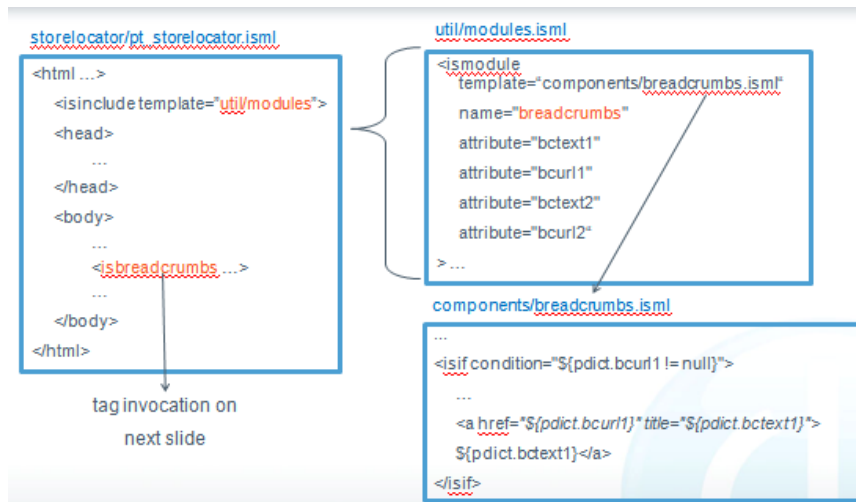 storelocator/pt_storelocator.isml
<html ...>
<isinclude template="util/modules">
<head>
...
</head>
<body>
...
<isbreadcrumbs ...>
...
</body>
</html>
tag invocation on
next slide
util/modules.isml
<ismodule
template=“components/breadcrumbs.isml“
name="breadcrumbs"
attribute="bctext1"
attribute="bcurl1"
attribute="bctext2"
attribute="bcurl2“
> ...
components/breadcrumbs.isml
...
<isif condition="${pdict.bcurl1 != null}">
...
<a href="${pdict.bcurl1}" title="${pdict.bctext1}">
${pdict.bctext1}</a>
</isif>